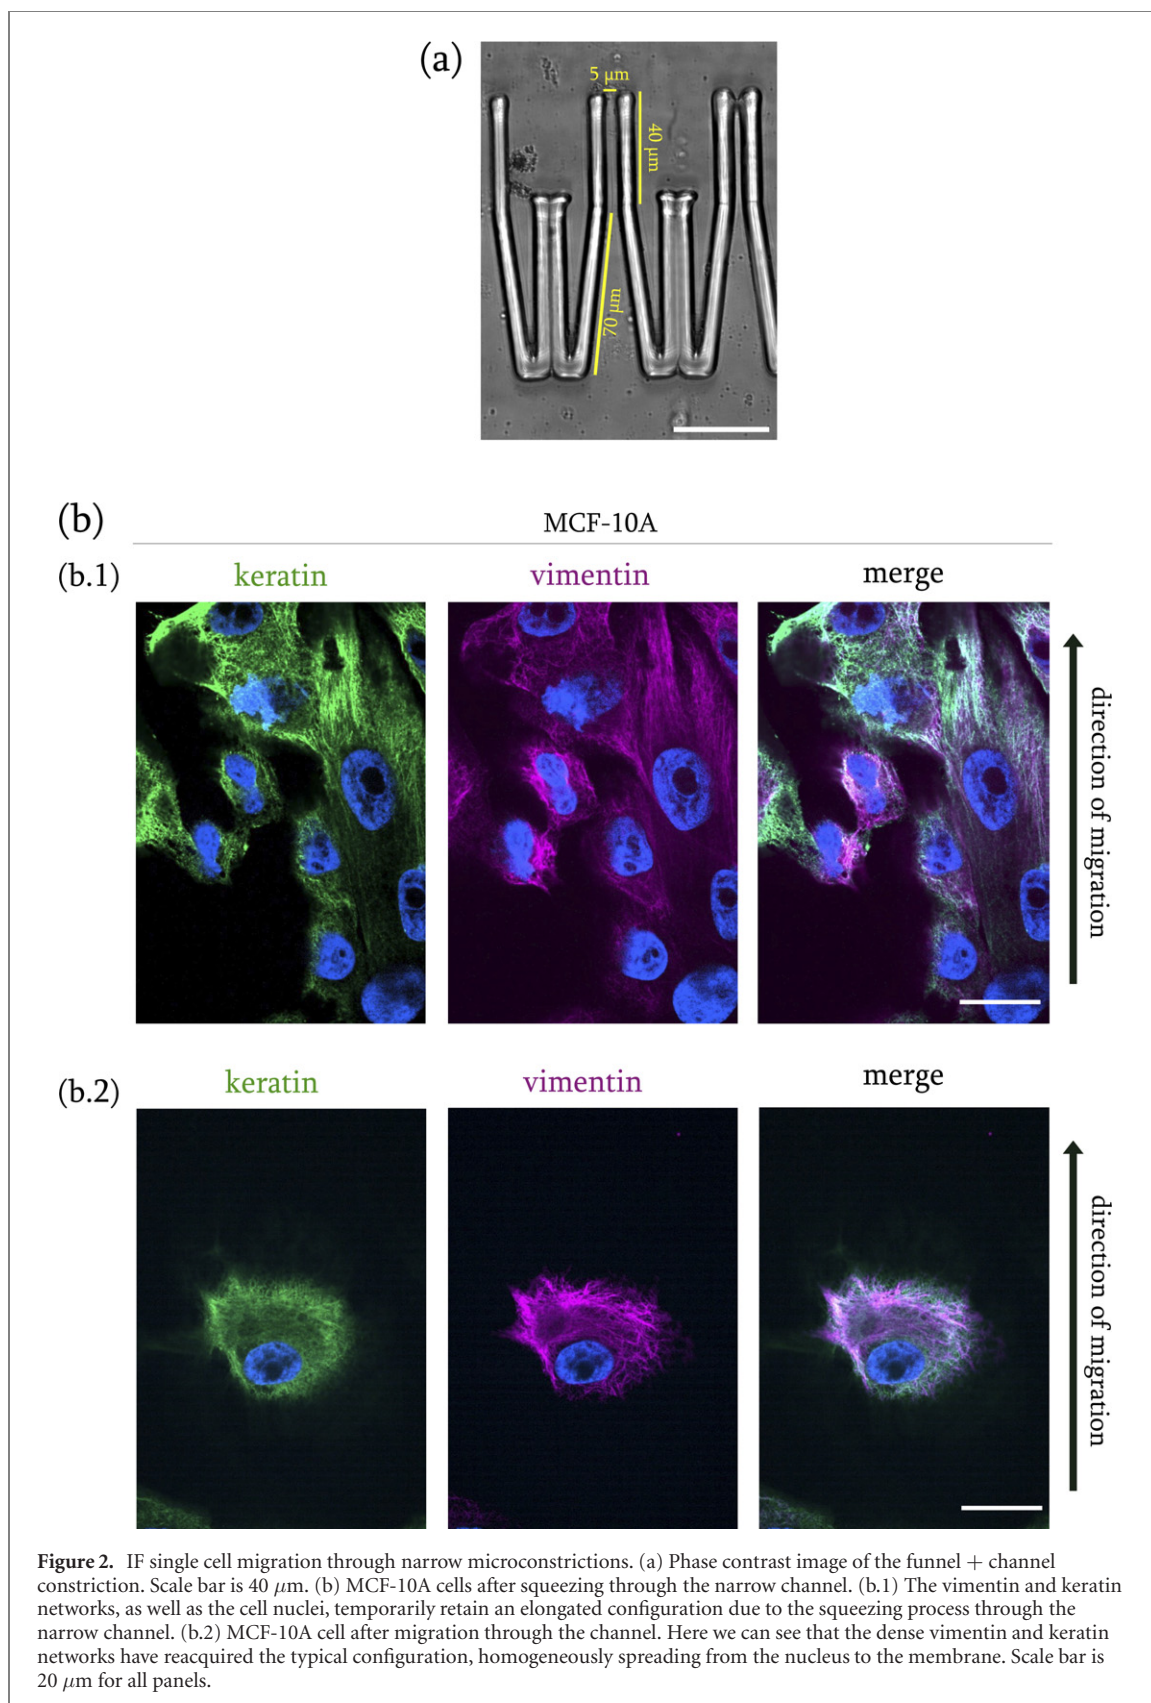 (a)
5 μm
40 μm
70 μm
(b)
MCF-10A
(b.1)
keratin
vimentin
merge
direction of migration
(b.2)
keratin
vimentin
merge
direction of migration
Figure 2. IF single cell migration through narrow microconstrictions. (a) Phase contrast image of the funnel + channel
constriction. Scale bar is 40 μm. (b) MCF-10A cells after squeezing through the narrow channel. (b.1) The vimentin and keratin
networks, as well as the cell nuclei, temporarily retain an elongated configuration due to the squeezing process through the
narrow channel. (b.2) MCF-10A cell after migration through the channel. Here we can see that the dense vimentin and keratin
networks have reacquired the typical configuration, homogeneously spreading from the nucleus to the membrane. Scale bar is
20 μm for all panels.